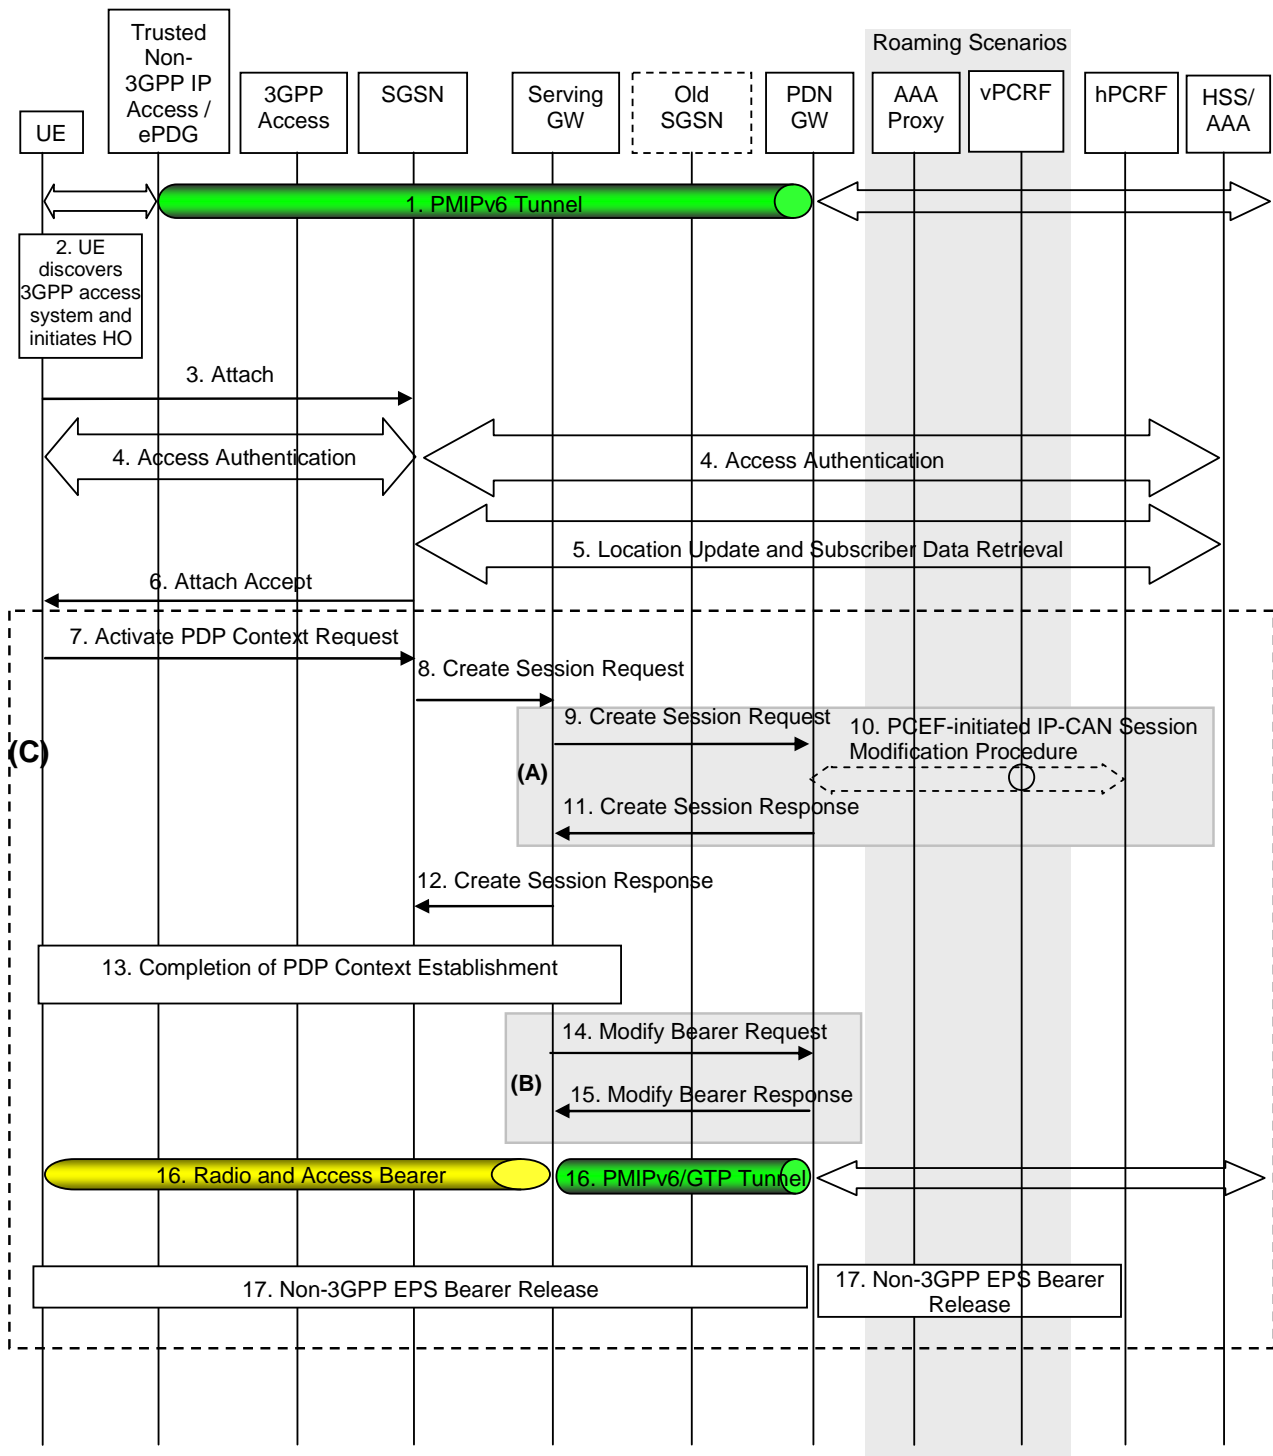 Roaming Scenarios
UE
Trusted
Non-
3GPP IP
Access /
ePDG
3GPP
Access
SGSN
Serving
GW
Old
SGSN
PDN
GW
AAA
Proxy
vPCRF
hPCRF
HSS/
AAA
1. PMIPv6 Tunnel
2. UE
discovers
3GPP access
system and
initiates HO
3. Attach
4. Access Authentication
4. Access Authentication
5. Location Update and Subscriber Data Retrieval
6. Attach Accept
7. Activate PDP Context Request
8. Create Session Request
(C)
9. Create Session Request
10. PCEF-initiated IP-CAN Session
Modification Procedure
(A)
11. Create Session Response
12. Create Session Response
13. Completion of PDP Context Establishment
14. Modify Bearer Request
(B)
15. Modify Bearer Response
16. Radio and Access Bearer
16. PMIPv6/GTP Tunnel
17. Non-3GPP EPS Bearer Release
17. Non-3GPP EPS Bearer
Release